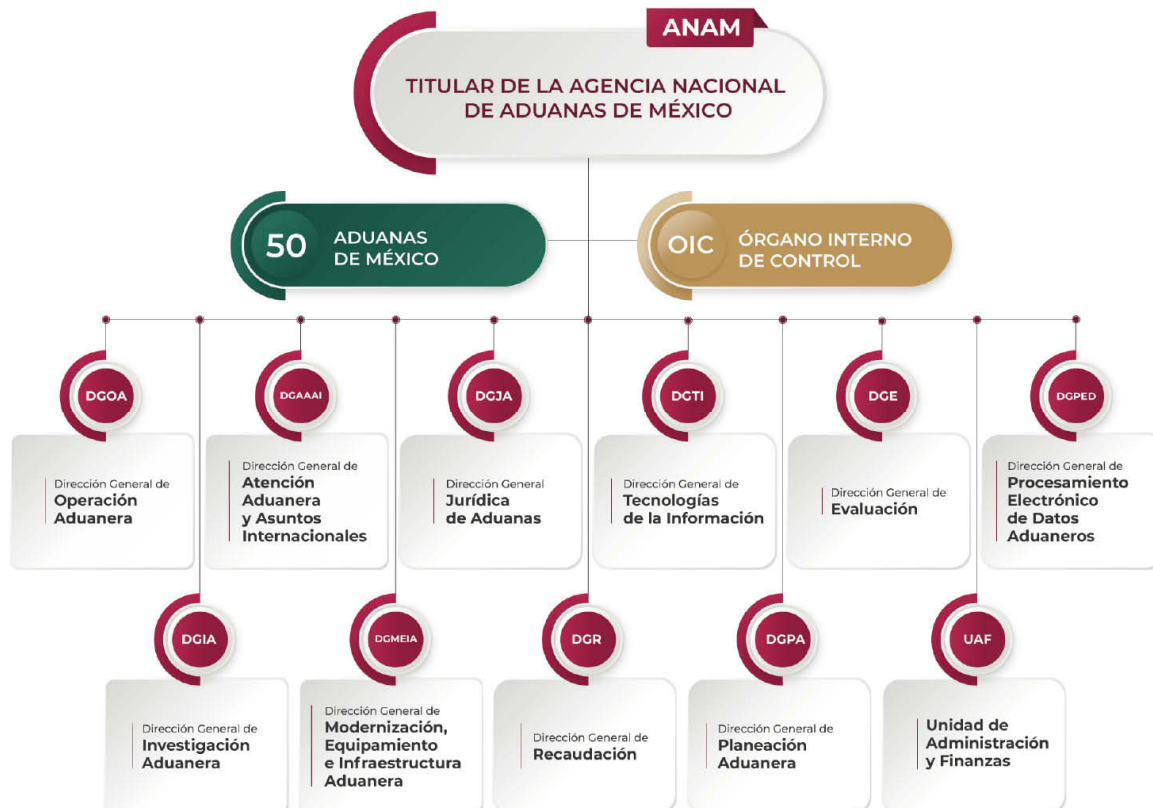 ANAM
TITULAR DE LA AGENCIA NACIONAL
DE ADUANAS DE MÉXICO
50
ADUANAS
DE MÉXICO
OIC
ÓRGANO INTERNO
DE CONTROL
DGOA
Dirección General de
Operación
Aduanera
DGAAAI
Dirección General de
Atención
Aduanera
y Asuntos
Internacionales
DGJA
Dirección General
Jurídica
de Aduanas
DGTI
Dirección General de
Tecnologías
de la Información
DGE
Dirección General de
Evaluación
DGPED
Dirección General de
Procesamiento
Electrónico
de Datos
Aduaneros
DGIA
Dirección General de
Investigación
Aduanera
DGMEIA
Dirección General de
Modernización,
Equipamiento
e Infraestructura
Aduanera
DGR
Dirección General de
Recaudación
DGPA
Dirección General de
Planeación
Aduanera
UAF
Unidad de
Administración
y Finanzas